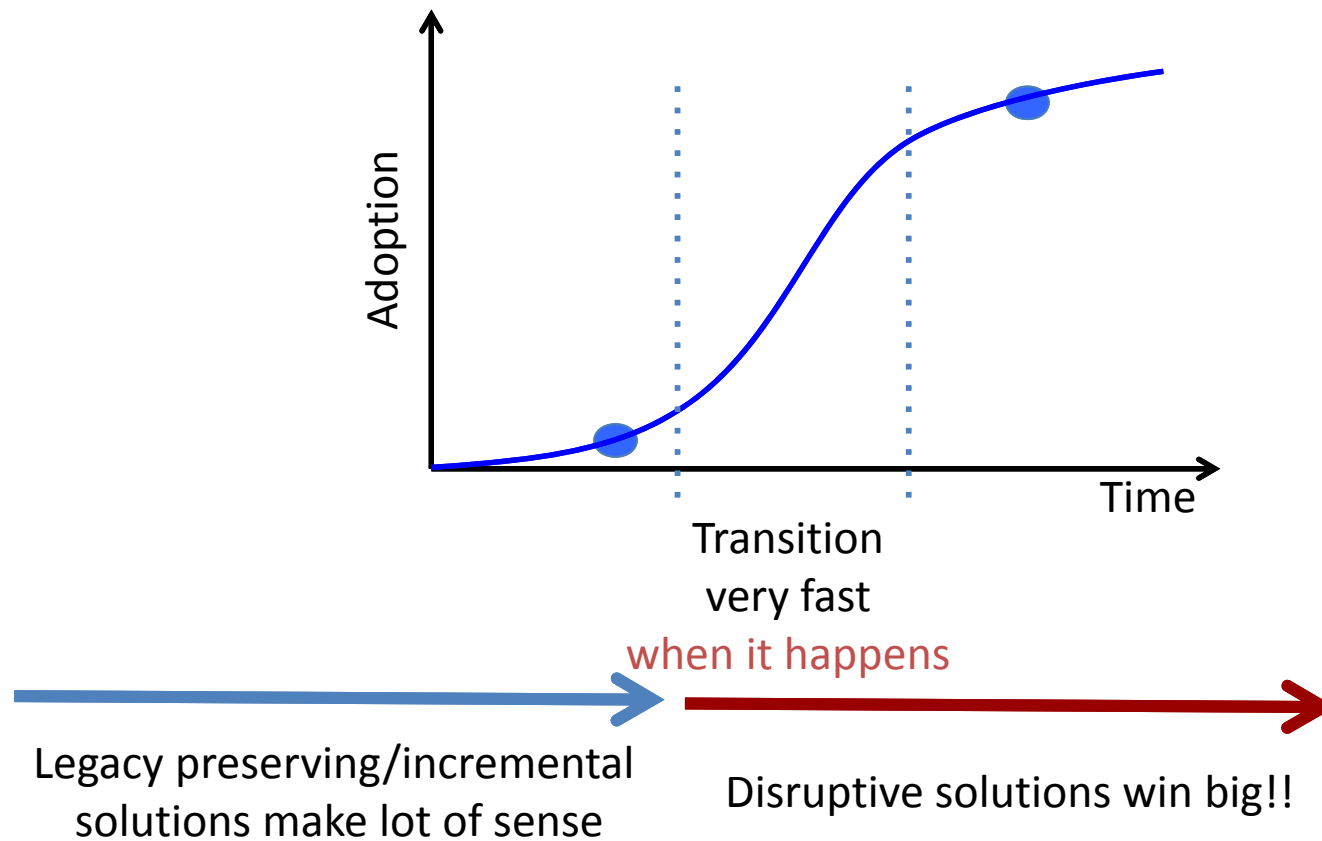 Adoption
Time
Transition
very fast
when it happens
Legacy preserving/incremental
solutions make lot of sense
Disruptive solutions win big!!